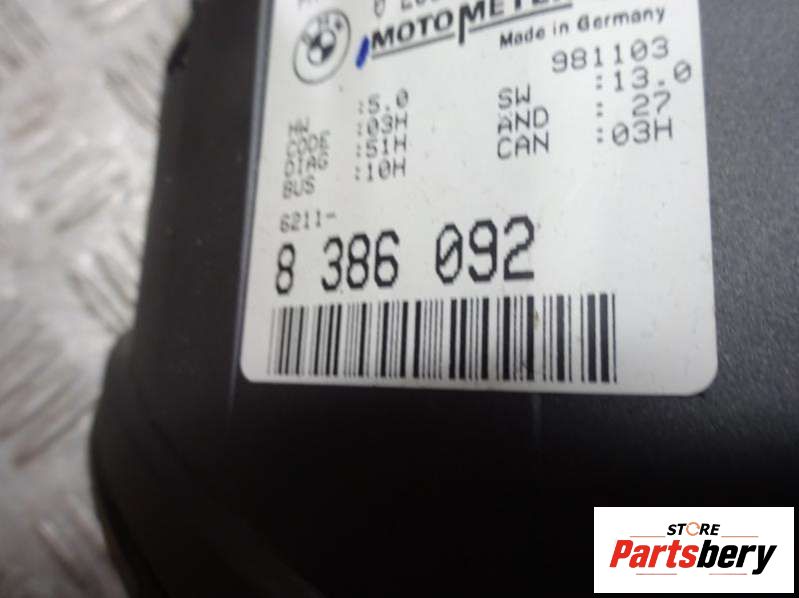 MOTOMETER
Made in Germany
981103
HW :5.0 SW :13.0
CODE :03H AND : 27
DIAG :51H CAN :03H
BUS :10H
6211-
8 386 092
STORE
Partsbery